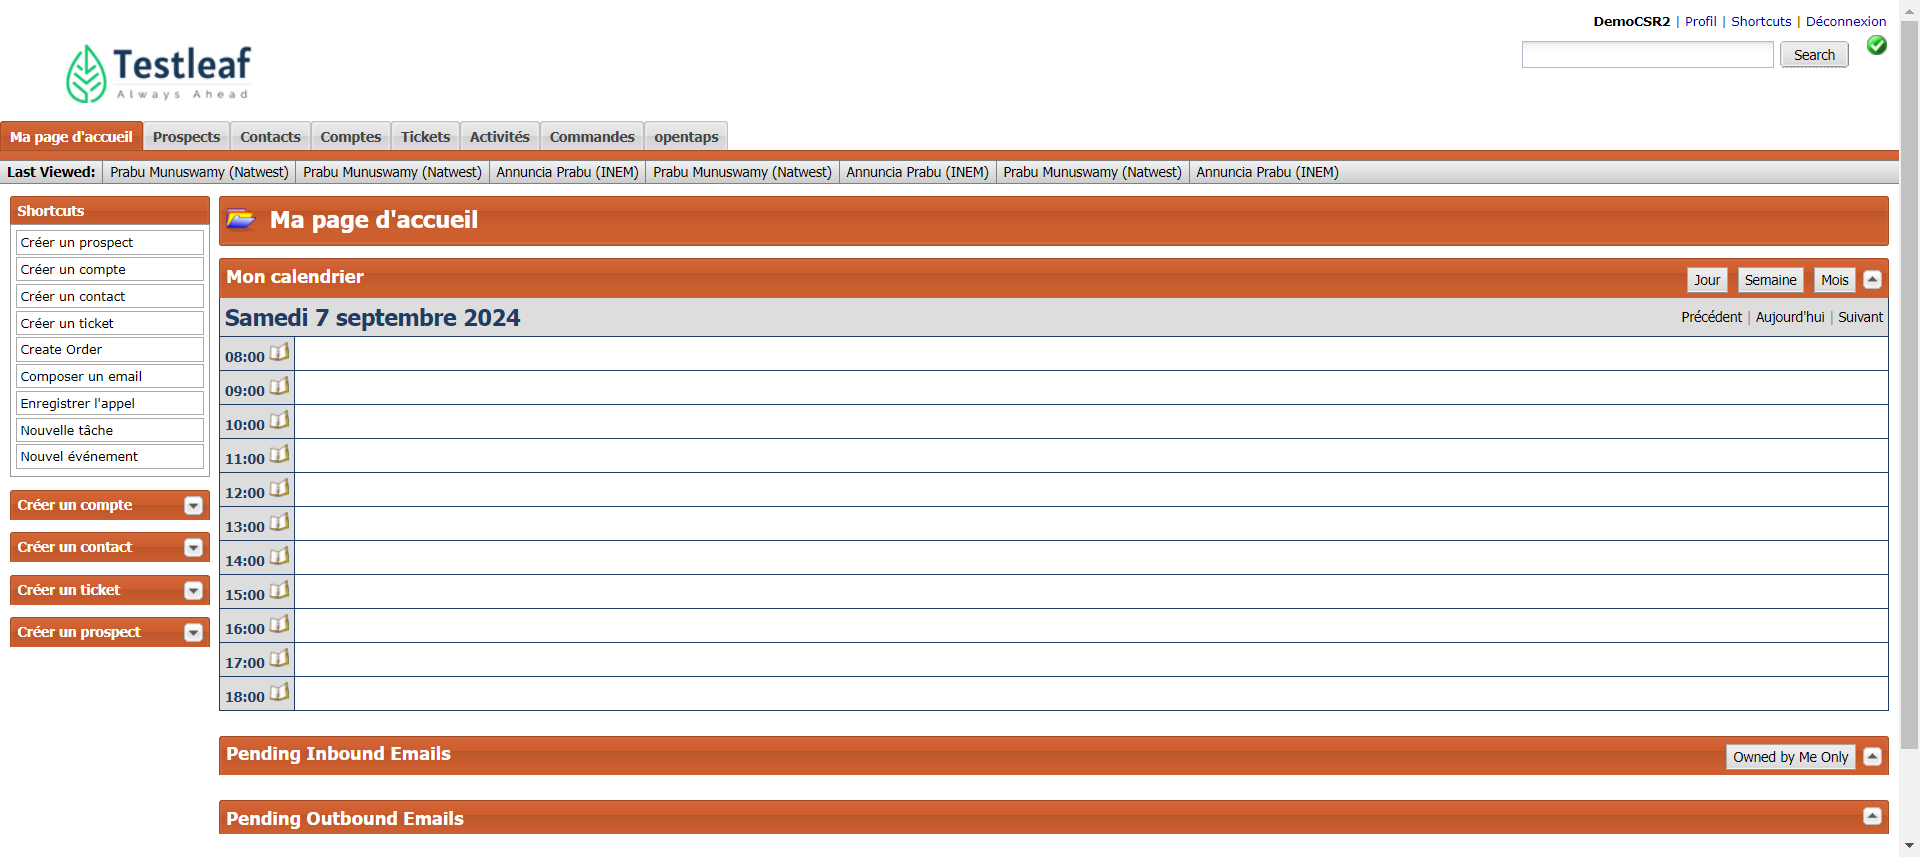 DemoCSR2 | Profil | Shortcuts | Déconnexion
Search
Testleaf
Always Ahead
Ma page d'accueil Prospects Contacts Comptes Tickets Activités Commandes opentaps
Last Viewed: Prabu Munuswamy (Natwest) Prabu Munuswamy (Natwest) Annuncia Prabu (INEM) Prabu Munuswamy (Natwest) Annuncia Prabu (INEM) Prabu Munuswamy (Natwest) Annuncia Prabu (INEM)
Shortcuts
Créer un prospect
Créer un compte
Créer un contact
Créer un ticket
Create Order
Composer un email
Enregistrer l'appel
Nouvelle tâche
Nouvel événement
Créer un compte
Créer un contact
Créer un ticket
Créer un prospect
Ma page d'accueil
Mon calendrier Jour Semaine Mois
Samedi 7 septembre 2024 Précédent | Aujourd'hui | Suivant
08:00
09:00
10:00
11:00
12:00
13:00
14:00
15:00
16:00
17:00
18:00
Pending Inbound Emails Owned by Me Only
Pending Outbound Emails